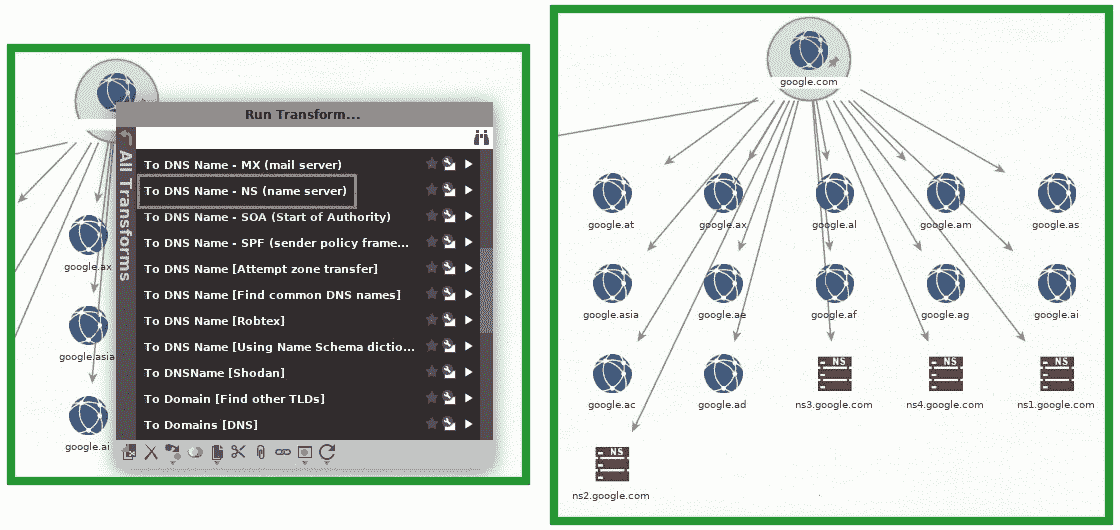 Run Transform...
All Transforms
To DNS Name - MX (mail server)
To DNS Name - NS (name server)
To DNS Name - SOA (Start of Authority)
To DNS Name - SPF (sender policy frame...
To DNS Name [Attempt zone transfer]
To DNS Name [Find common DNS names]
To DNS Name [Robtex]
To DNS Name [Using Name Schema dictio...
To DNSName [Shodan]
To Domain [Find other TLDs]
To Domains [DNS]
google.ax
google.asia
google.ai
google.com
google.at
google.ax
google.al
google.am
google.as
google.asia
google.ae
google.af
google.ag
google.ai
google.ac
google.ad
NS
ns3.google.com
NS
ns4.google.com
NS
ns1.google.com
NS
ns2.google.com